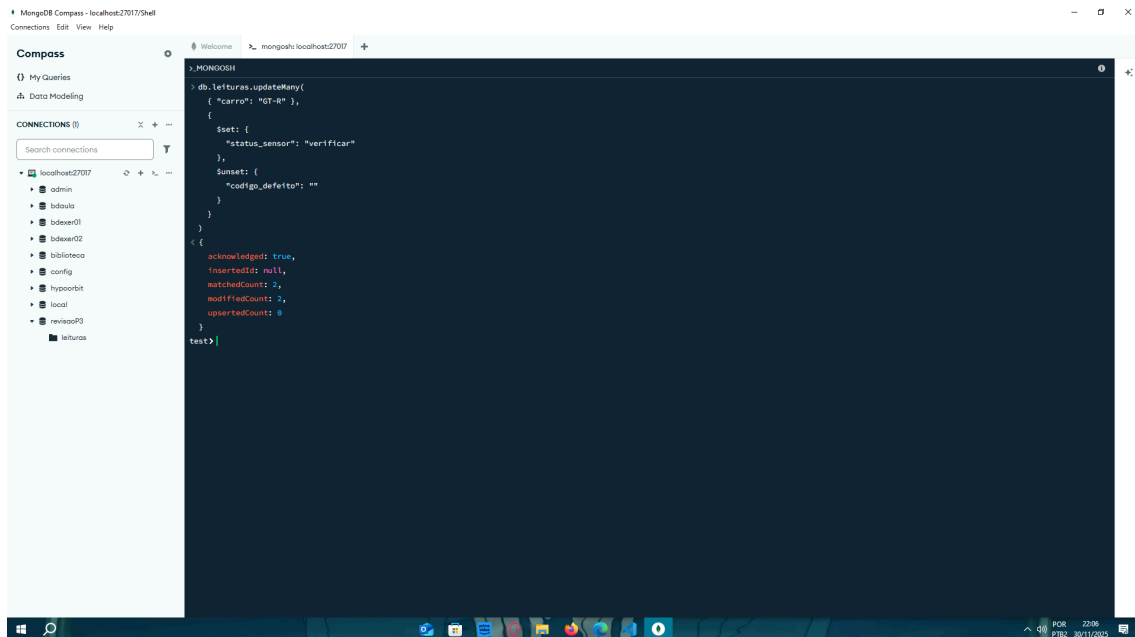 MongoDB Compass - localhost:27017/Shell
Connections Edit View Help
Compass
My Queries
Data Modeling
CONNECTIONS (1)
Search connections
localhost:27017
admin
bdaula
bdexer01
bdexer02
biblioteca
config
hypoorbit
local
revisaoP3
leituras
Welcome
>_ mongosh: localhost:27017
>_MONGOSH
> db.leituras.updateMany(
{ "carro": "GT-R" },
{
$set: {
"status_sensor": "verificar"
},
$unset: {
"codigo_defeito": ""
}
}
)
< {
acknowledged: true,
insertedId: null,
matchedCount: 2,
modifiedCount: 2,
upsertedCount: 0
}
test>
POR 22:06
PTB2 30/11/2025